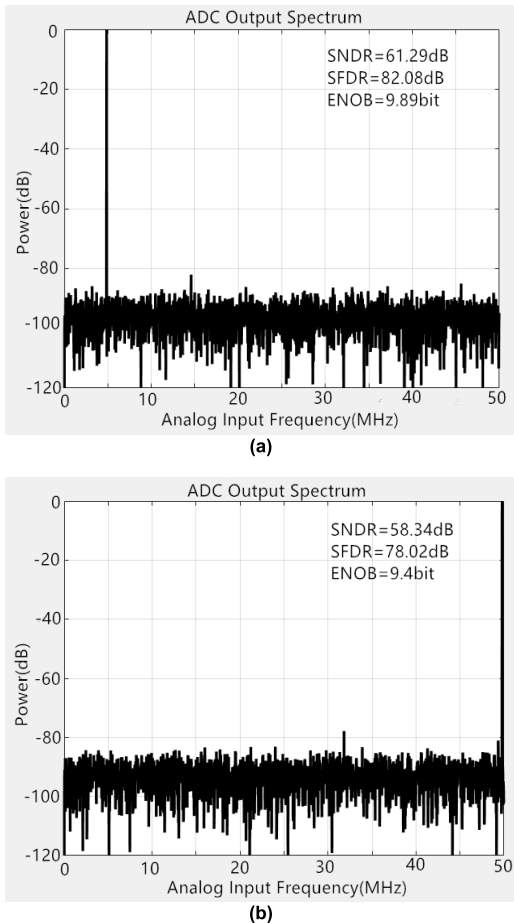 ADC Output Spectrum
SNDR=61.29dB
SFDR=82.08dB
ENOB=9.89bit
Power(dB)
0
-20
-40
-60
-80
-100
-120
0 10 20 30 40 50
Analog Input Frequency(MHz)
(a)
ADC Output Spectrum
SNDR=58.34dB
SFDR=78.02dB
ENOB=9.4bit
Power(dB)
0
-20
-40
-60
-80
-100
-120
0 10 20 30 40 50
Analog Input Frequency(MHz)
(b)